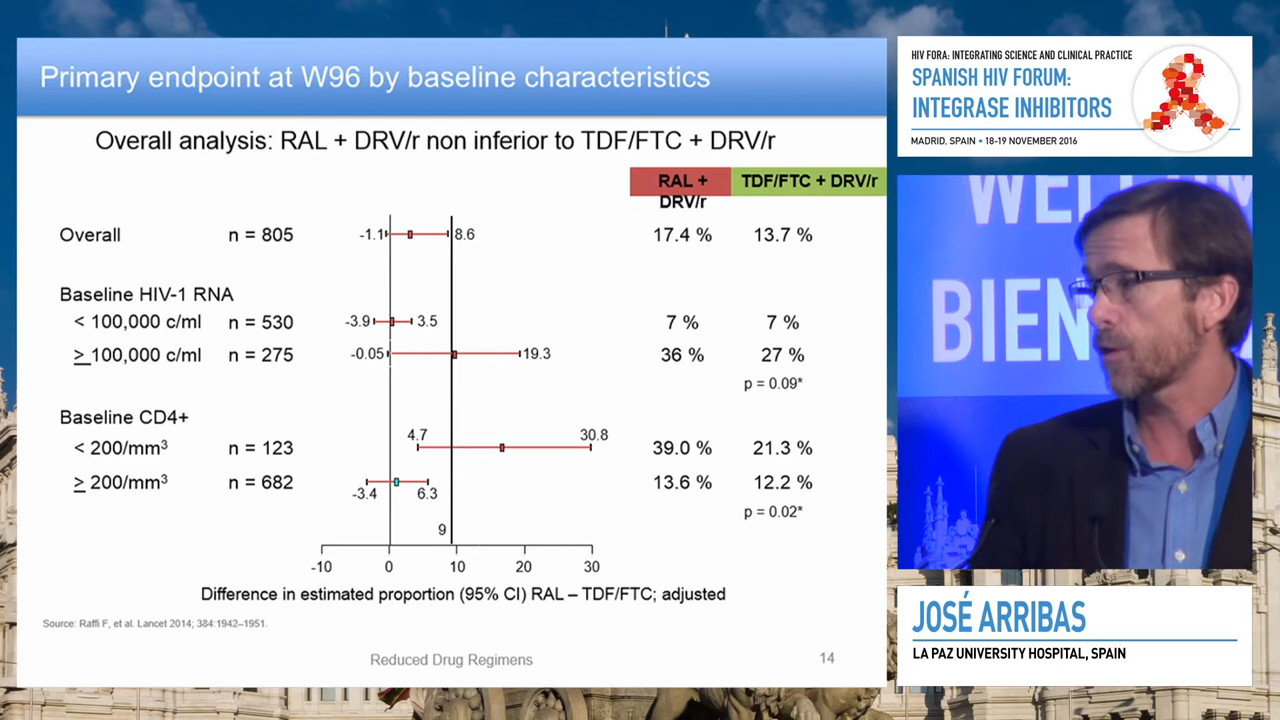 Primary endpoint at W96 by baseline characteristics
Overall analysis: RAL + DRV/r non inferior to TDF/FTC + DRV/r
RAL + DRV/r
TDF/FTC + DRV/r
Overall n = 805 -1.1 8.6 17.4 % 13.7 %
Baseline HIV-1 RNA
< 100,000 c/ml n = 530 -3.9 3.5 7 % 7 %
≥ 100,000 c/ml n = 275 -0.05 19.3 36 % 27 %
p = 0.09*
Baseline CD4+
< 200/mm³ n = 123 4.7 30.8 39.0 % 21.3 %
≥ 200/mm³ n = 682 -3.4 6.3 13.6 % 12.2 %
p = 0.02*
9
-10 0 10 20 30
Difference in estimated proportion (95% CI) RAL – TDF/FTC; adjusted
Source: Raffi F, et al. Lancet 2014; 384:1942–1951.
Reduced Drug Regimens
14
HIV FORA: INTEGRATING SCIENCE AND CLINICAL PRACTICE
SPANISH HIV FORUM:
INTEGRASE INHIBITORS
MADRID, SPAIN • 18-19 NOVEMBER 2016
JOSÉ ARRIBAS
LA PAZ UNIVERSITY HOSPITAL, SPAIN